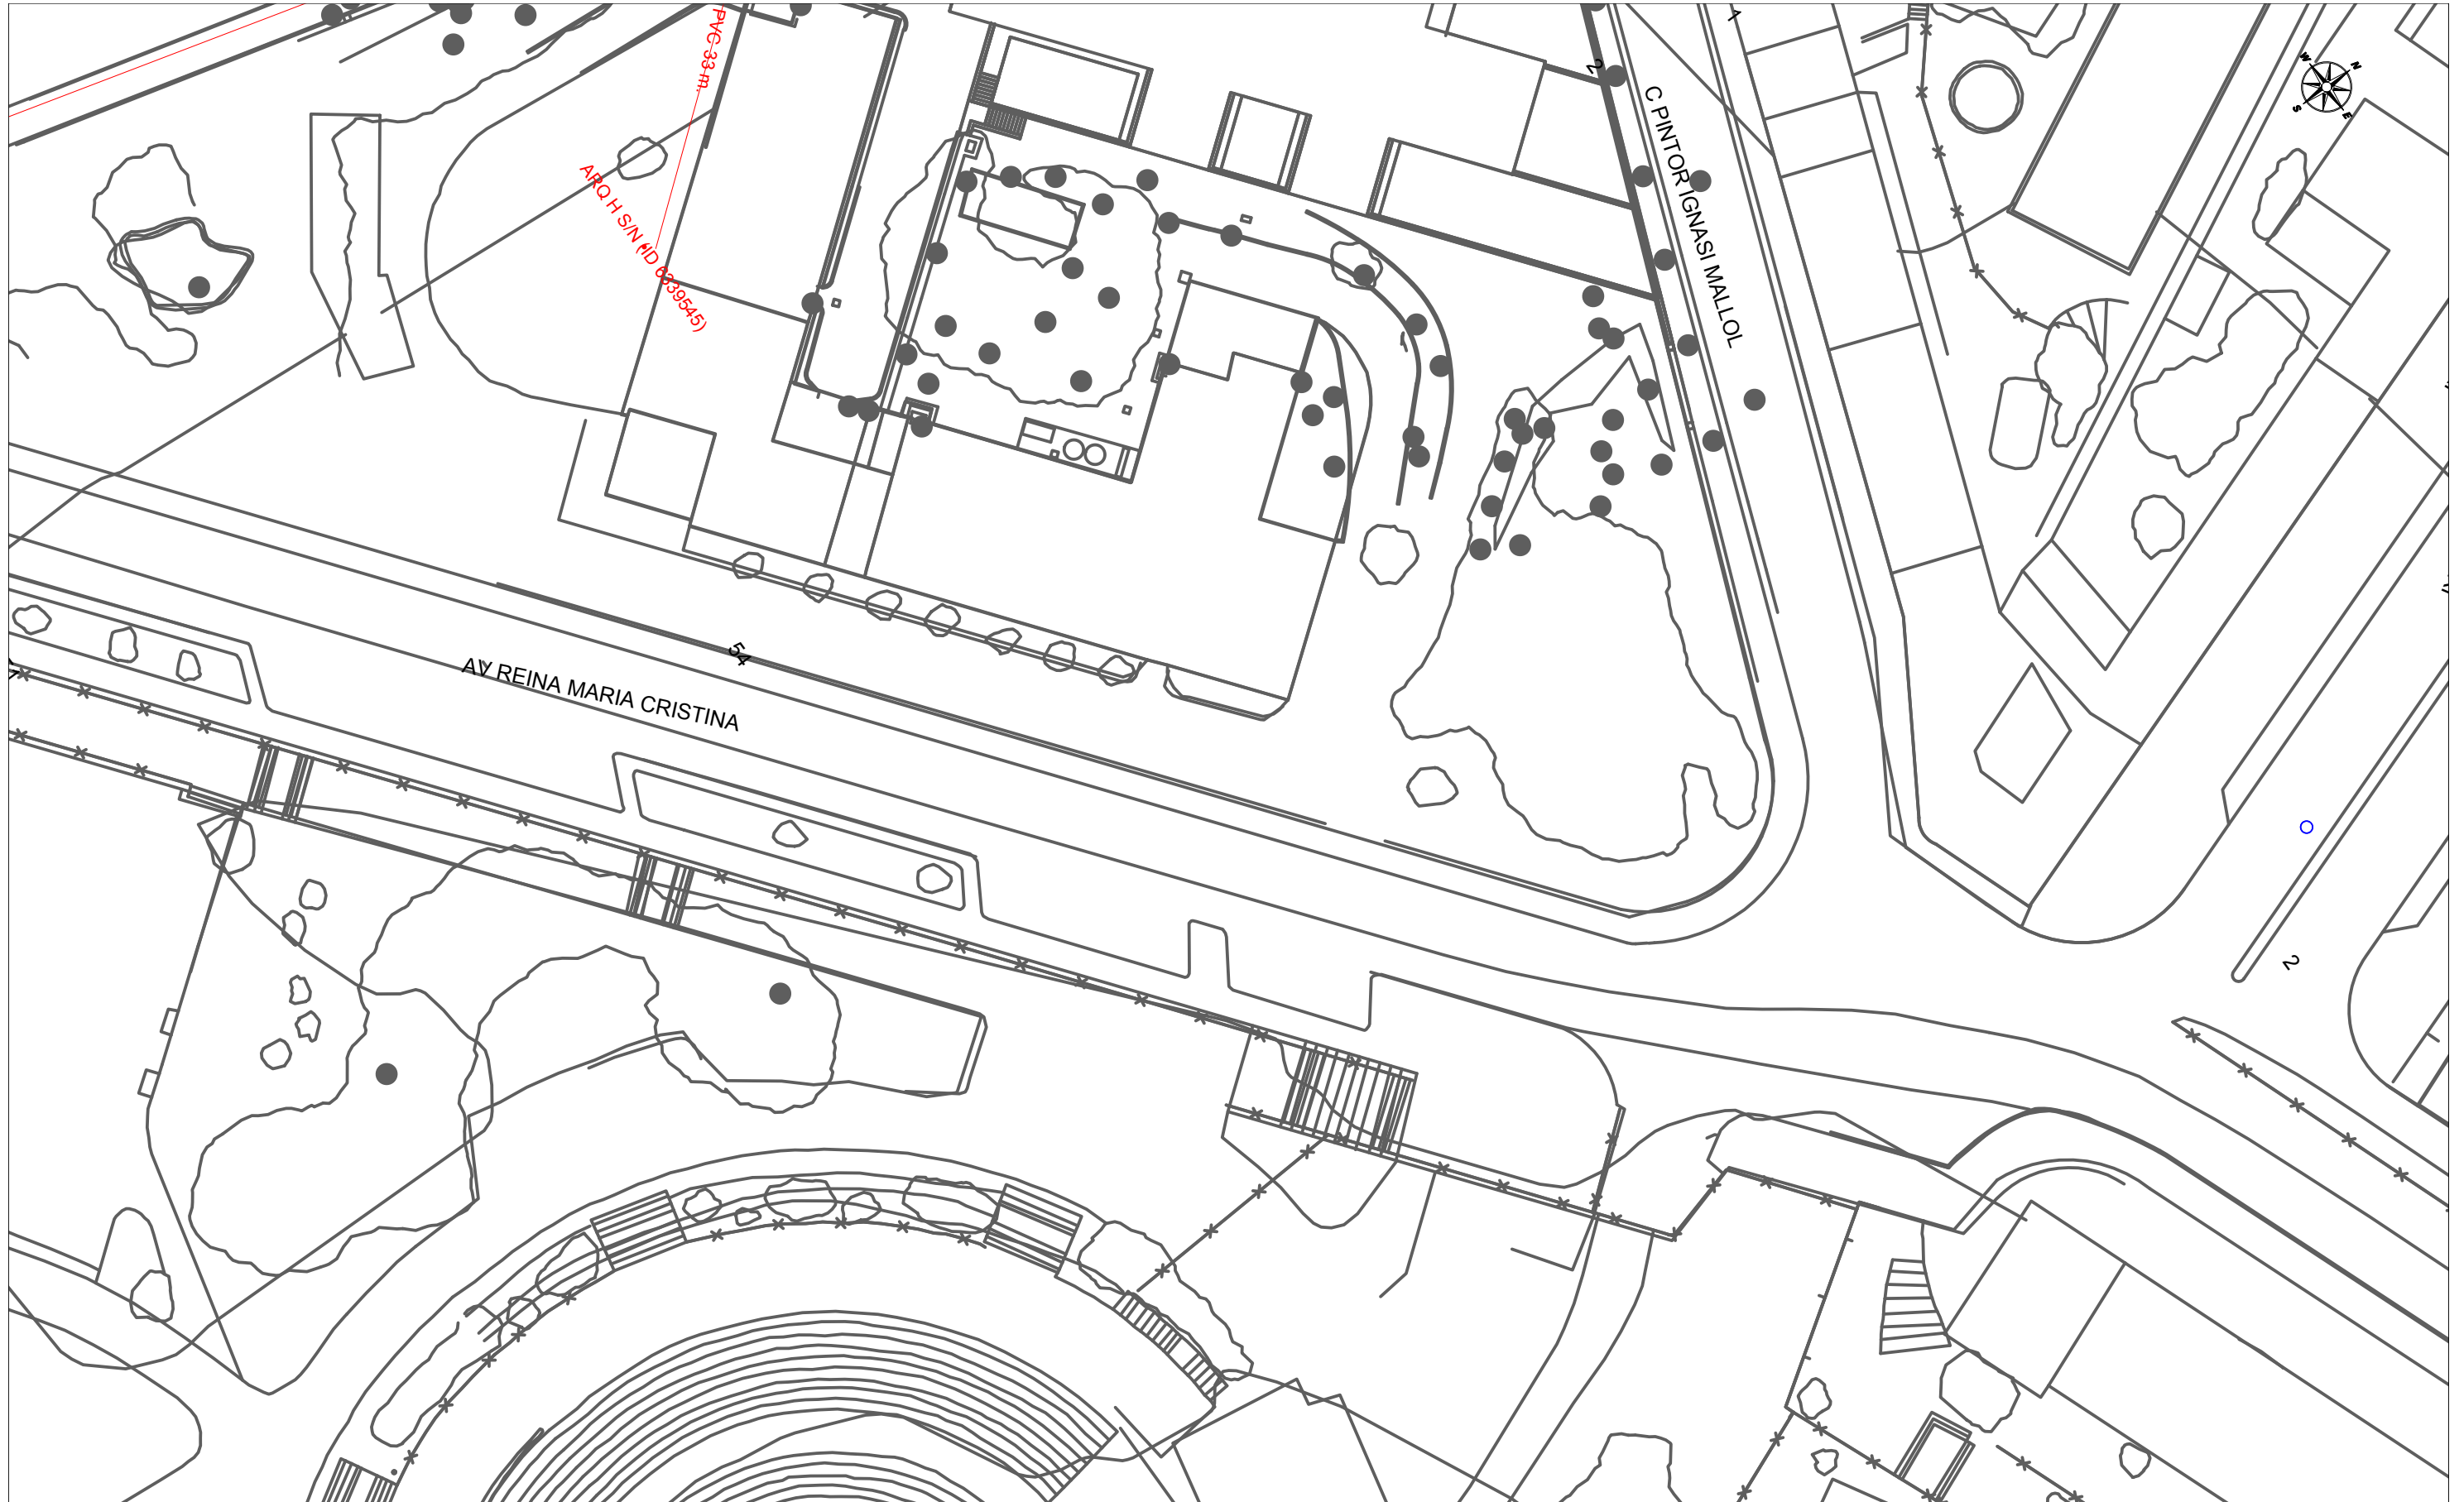 PVC 33 m.
ARQ H S/N (ID 6339545)
2
1
C PINTOR IGNASI MALLOL
W
N
S
E
54
AV REINA MARIA CRISTINA
2